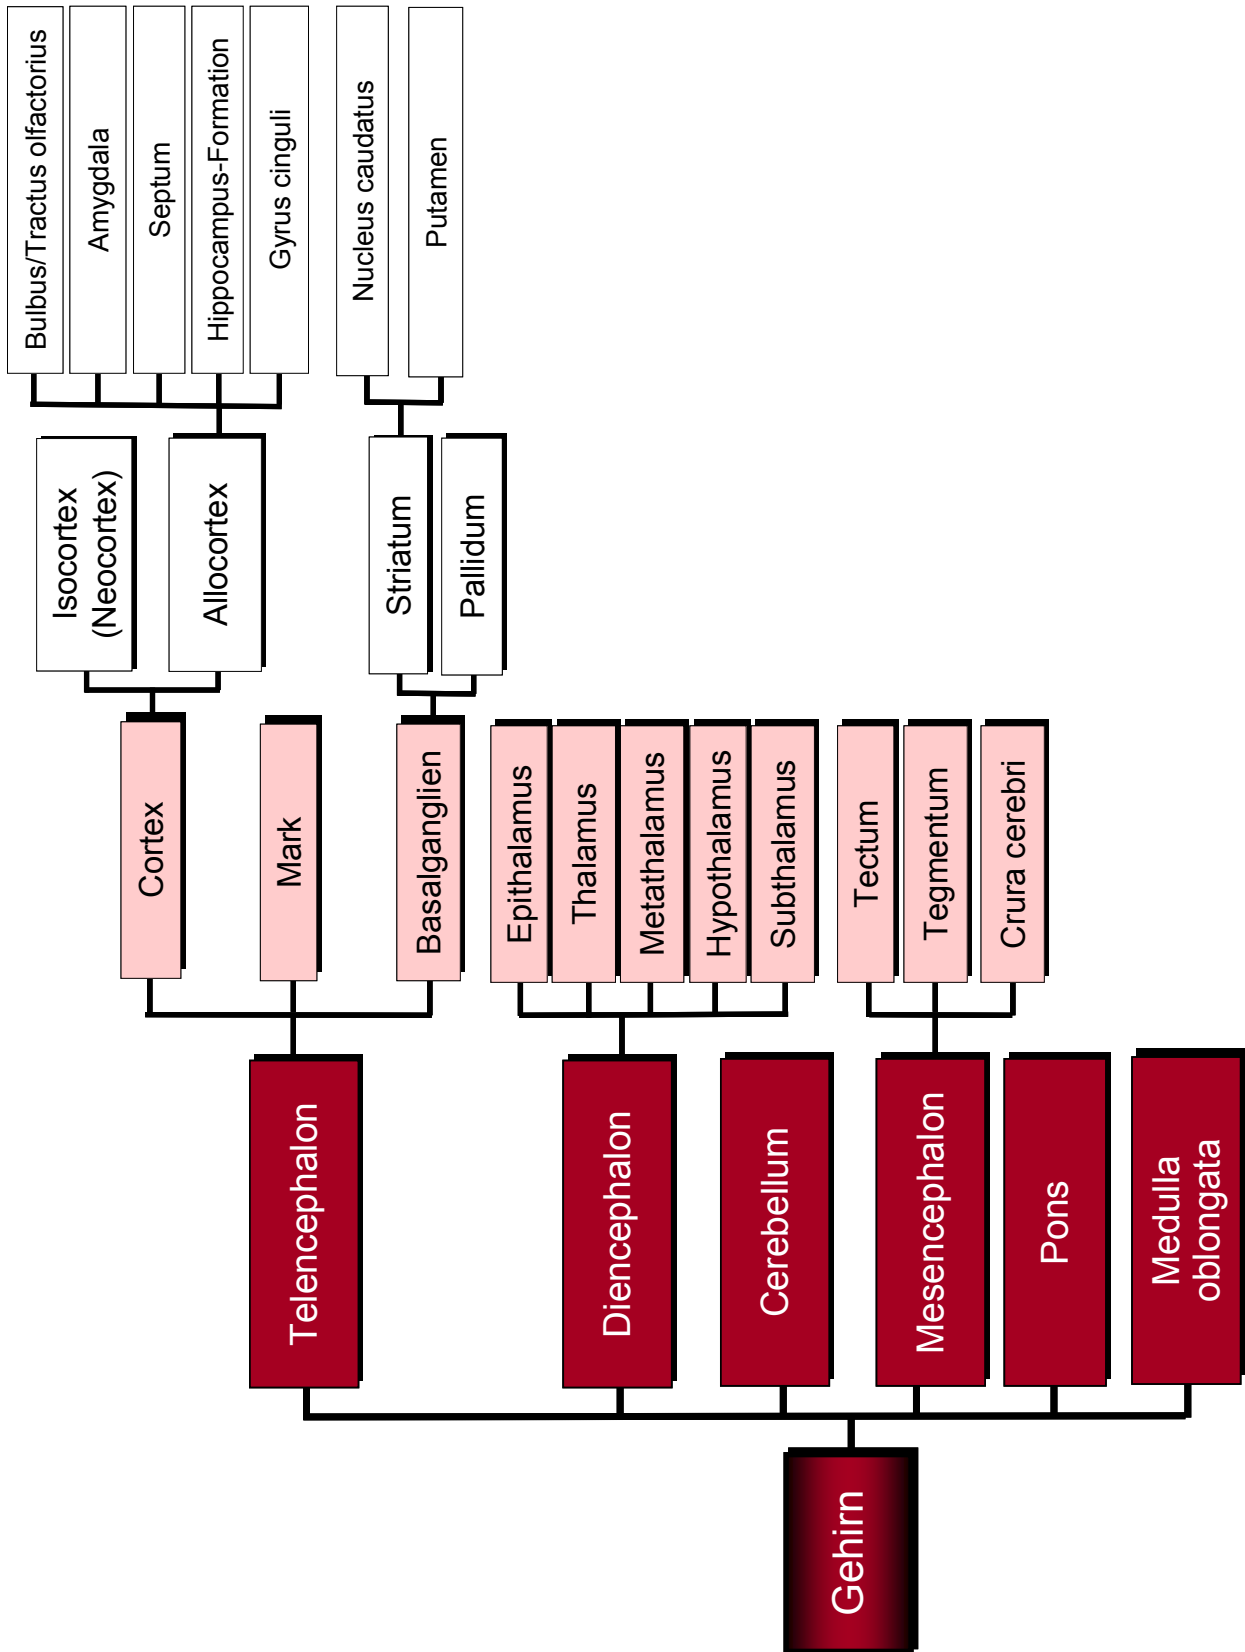 Gehirn
Telencephalon
Diencephalon
Cerebellum
Mesencephalon
Pons
Medulla
oblongata
Cortex
Mark
Basalganglien
Epithalamus
Thalamus
Metathalamus
Hypothalamus
Subthalamus
Tectum
Tegmentum
Crura cerebri
Isocortex
(Neocortex)
Allocortex
Striatum
Pallidum
Bulbus/Tractus olfactorius
Amygdala
Septum
Hippocampus-Formation
Gyrus cinguli
Nucleus caudatus
Putamen